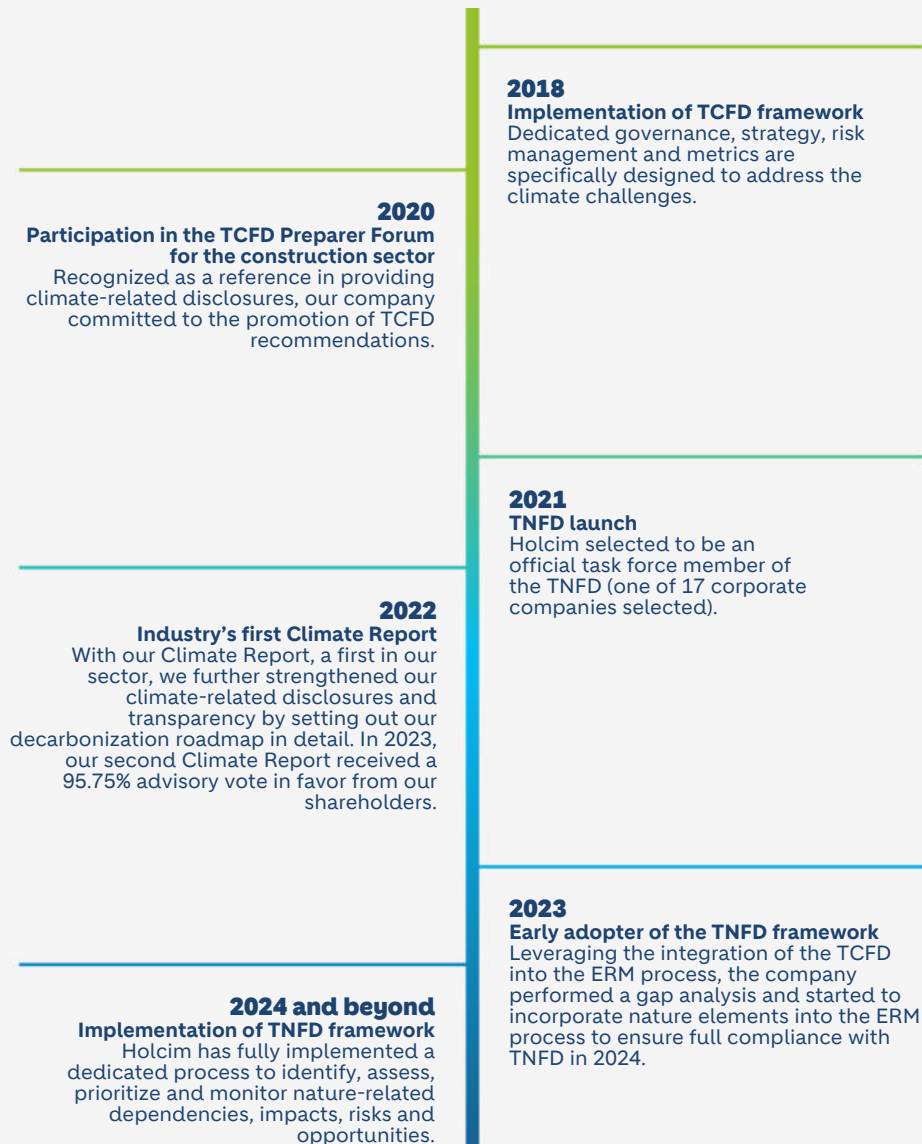 2018
Implementation of TCFD framework
Dedicated governance, strategy, risk
management and metrics are
specifically designed to address the
climate challenges.
2020
Participation in the TCFD Preparer Forum
for the construction sector
Recognized as a reference in providing
climate-related disclosures, our company
committed to the promotion of TCFD
recommendations.
2021
TNFD launch
Holcim selected to be an
official task force member of
the TNFD (one of 17 corporate
companies selected).
2022
Industry’s first Climate Report
With our Climate Report, a first in our
sector, we further strengthened our
climate-related disclosures and
transparency by setting out our
decarbonization roadmap in detail. In 2023,
our second Climate Report received a
95.75% advisory vote in favor from our
shareholders.
2023
Early adopter of the TNFD framework
Leveraging the integration of the TCFD
into the ERM process, the company
performed a gap analysis and started to
incorporate nature elements into the ERM
process to ensure full compliance with
TNFD in 2024.
2024 and beyond
Implementation of TNFD framework
Holcim has fully implemented a
dedicated process to identify, assess,
prioritize and monitor nature-related
dependencies, impacts, risks and
opportunities.